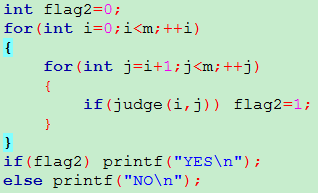 int flag2=0;
for(int i=0;i<m;++i)
{
    for(int j=i+1;j<m;++j)
    {
        if(judge(i,j)) flag2=1;
    }
}
if(flag2) printf("YES\n");
else printf("NO\n");